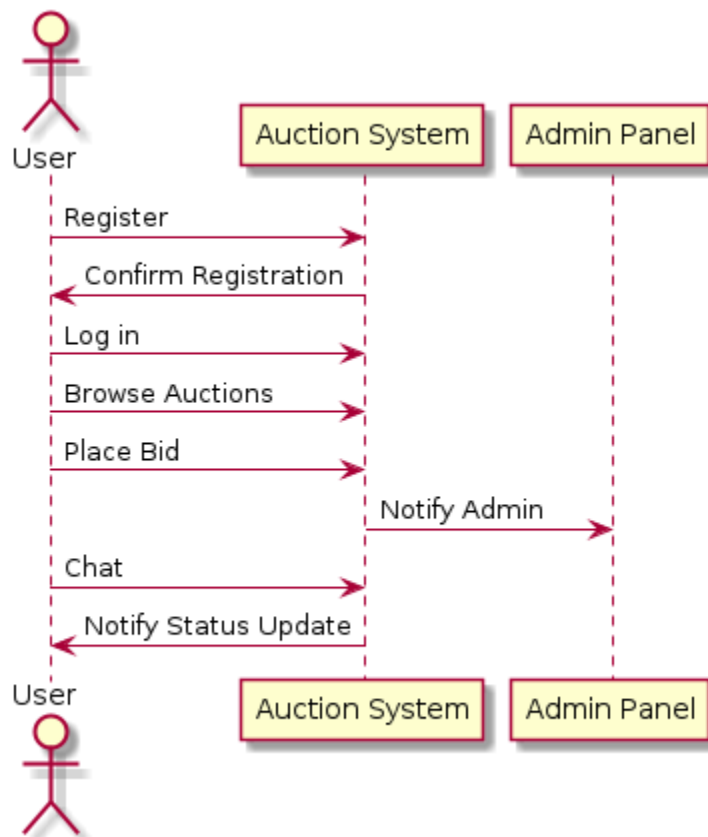 User
Auction System
Admin Panel
Register
Confirm Registration
Log in
Browse Auctions
Place Bid
Notify Admin
Chat
Notify Status Update
User
Auction System
Admin Panel